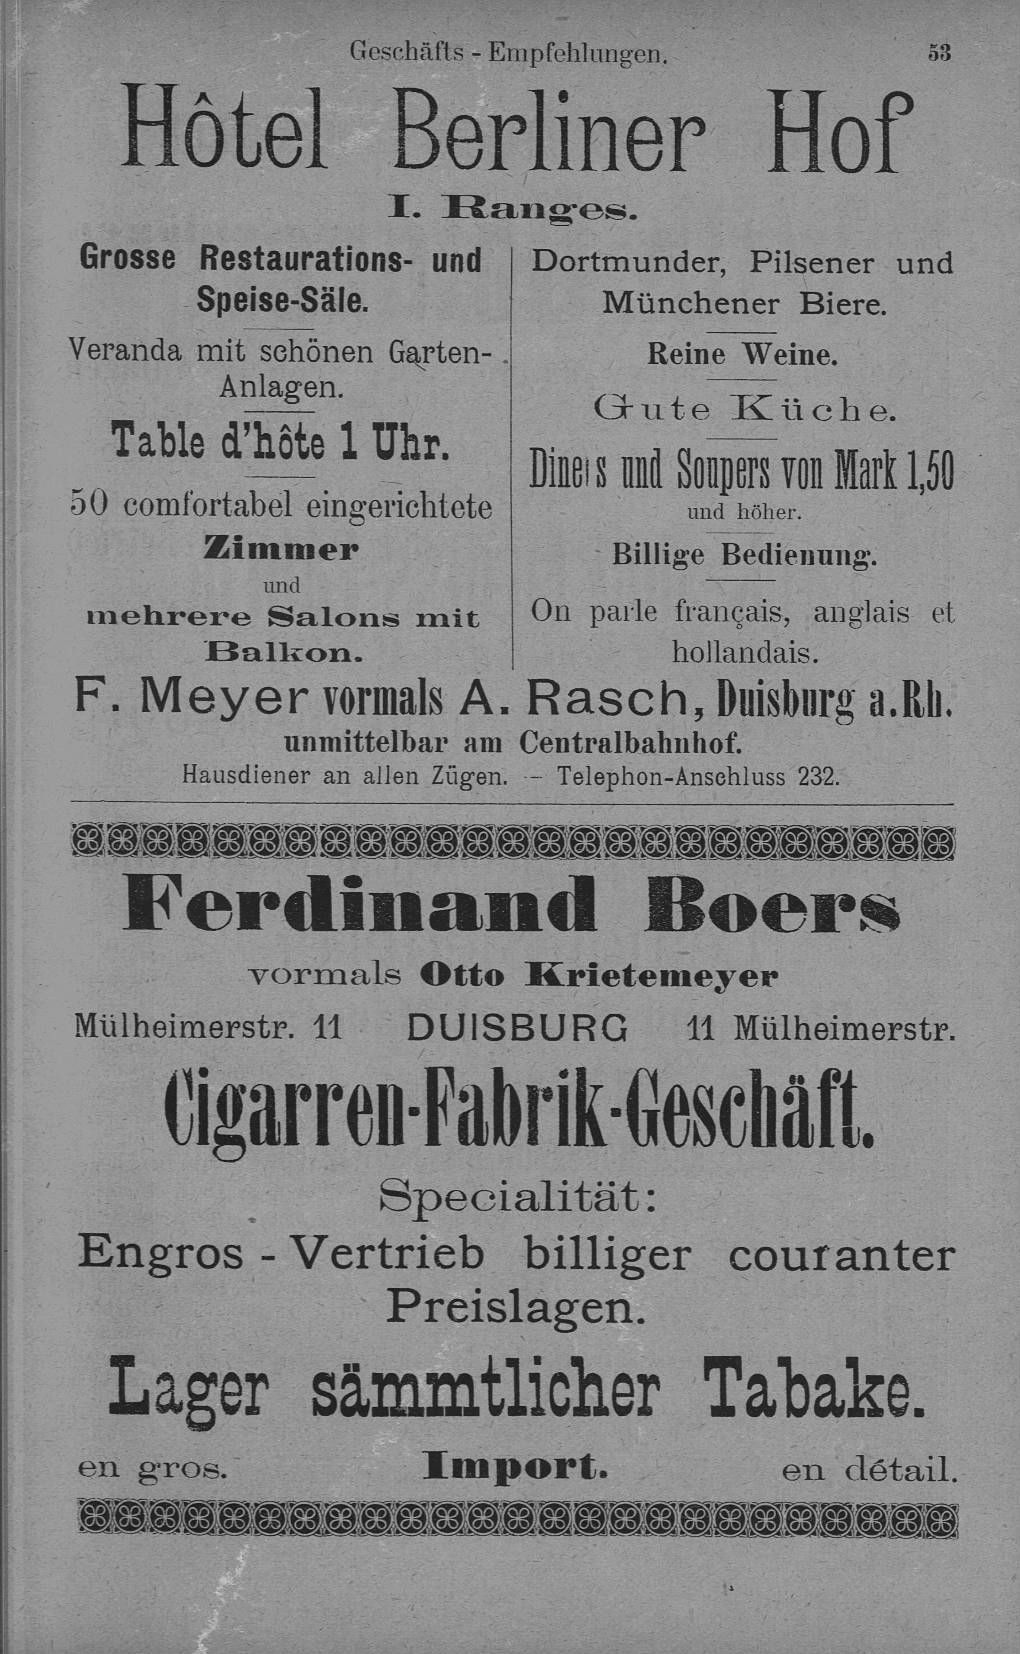 Geschäfts - Empfehlungen. 53
Hôtel Berliner Hof
I. Ranges.
Grosse Restaurations- und
Speise-Säle.
Veranda mit schönen Garten-
Anlagen.
Table d'hôte 1 Uhr.
50 comfortabel eingerichtete
Zimmer
und
mehrere Salons mit
Balkon.
Dortmunder, Pilsener und
Münchener Biere.
Reine Weine.
Gute Küche.
Diners und Soupers von Mark 1,50
und höher.
Billige Bedienung.
On parle français, anglais et
hollandais.
F. Meyer vormals A. Rasch, Duisburg a. Rh.
unmittelbar am Centralbahnhof.
Hausdiener an allen Zügen. — Telephon-Anschluss 232.
Ferdinand Boers
vormals Otto Krietemeyer
Mülheimerstr. 11 DUISBURG 11 Mülheimerstr.
Cigarren-Fabrik-Geschäft.
Specialität:
Engros - Vertrieb billiger couranter
Preislagen.
Lager sämmtlicher Tabake.
en gros. Import. en détail.